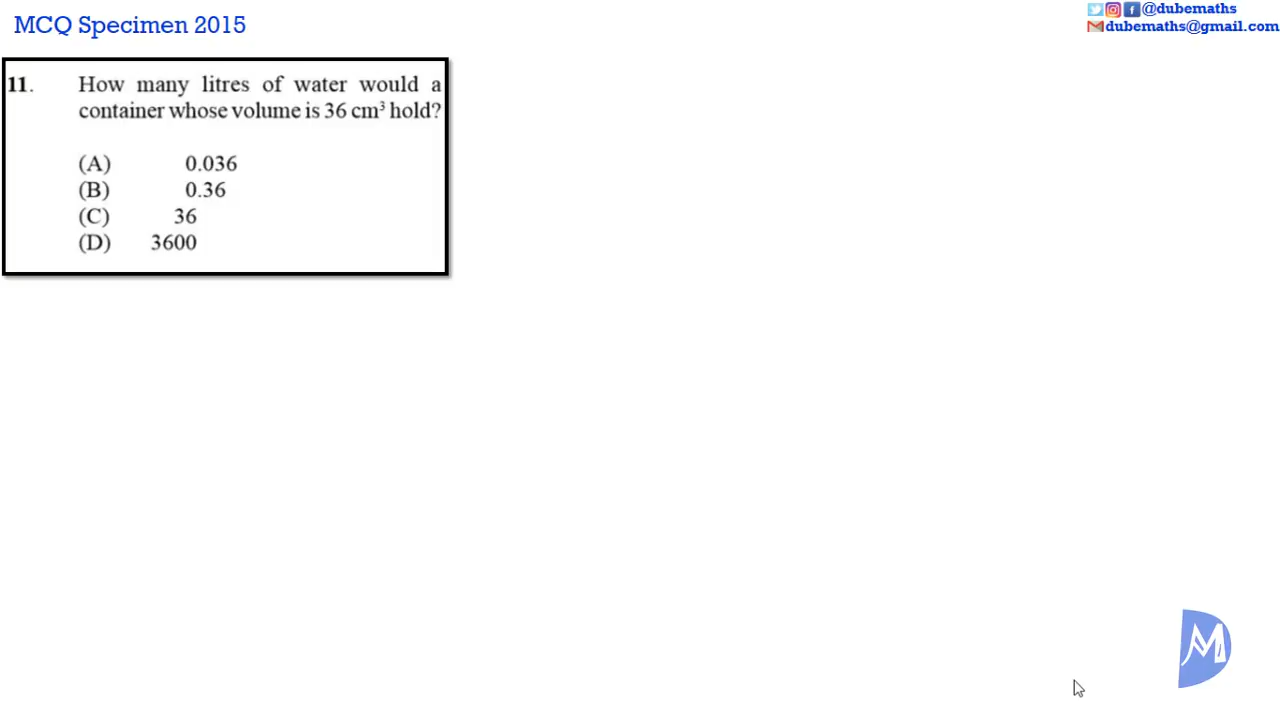 MCQ Specimen 2015
@dubemaths
dubemaths@gmail.com
11. How many litres of water would a
container whose volume is 36 cm³ hold?
(A) 0.036
(B) 0.36
(C) 36
(D) 3600
DM